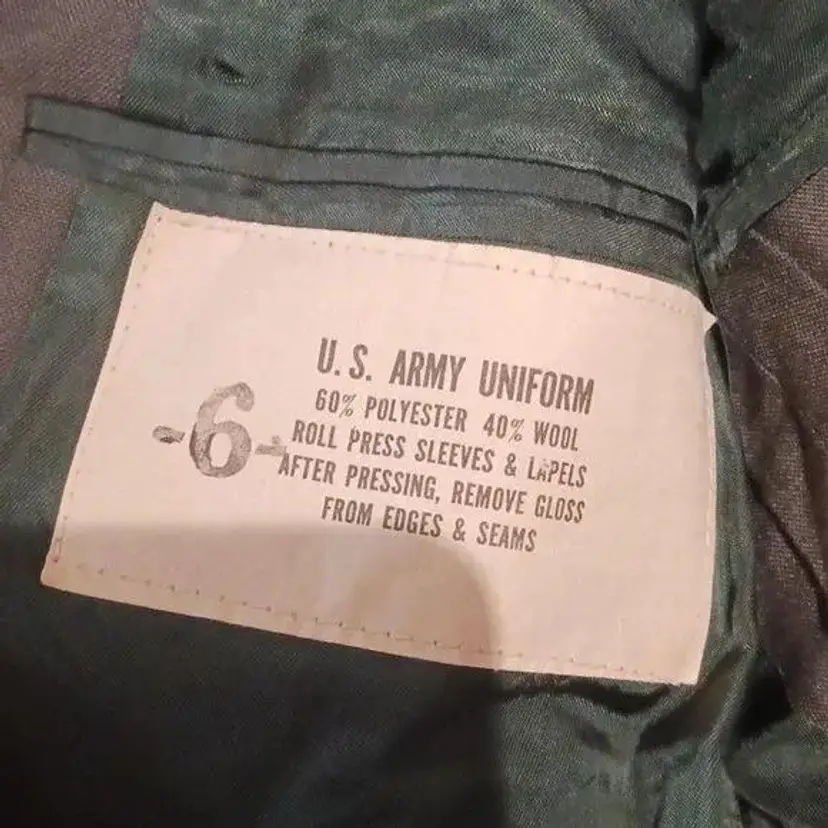 U.S. ARMY UNIFORM
60% POLYESTER 40% WOOL
-6-
ROLL PRESS SLEEVES & LAPELS
AFTER PRESSING, REMOVE GLOSS
FROM EDGES & SEAMS